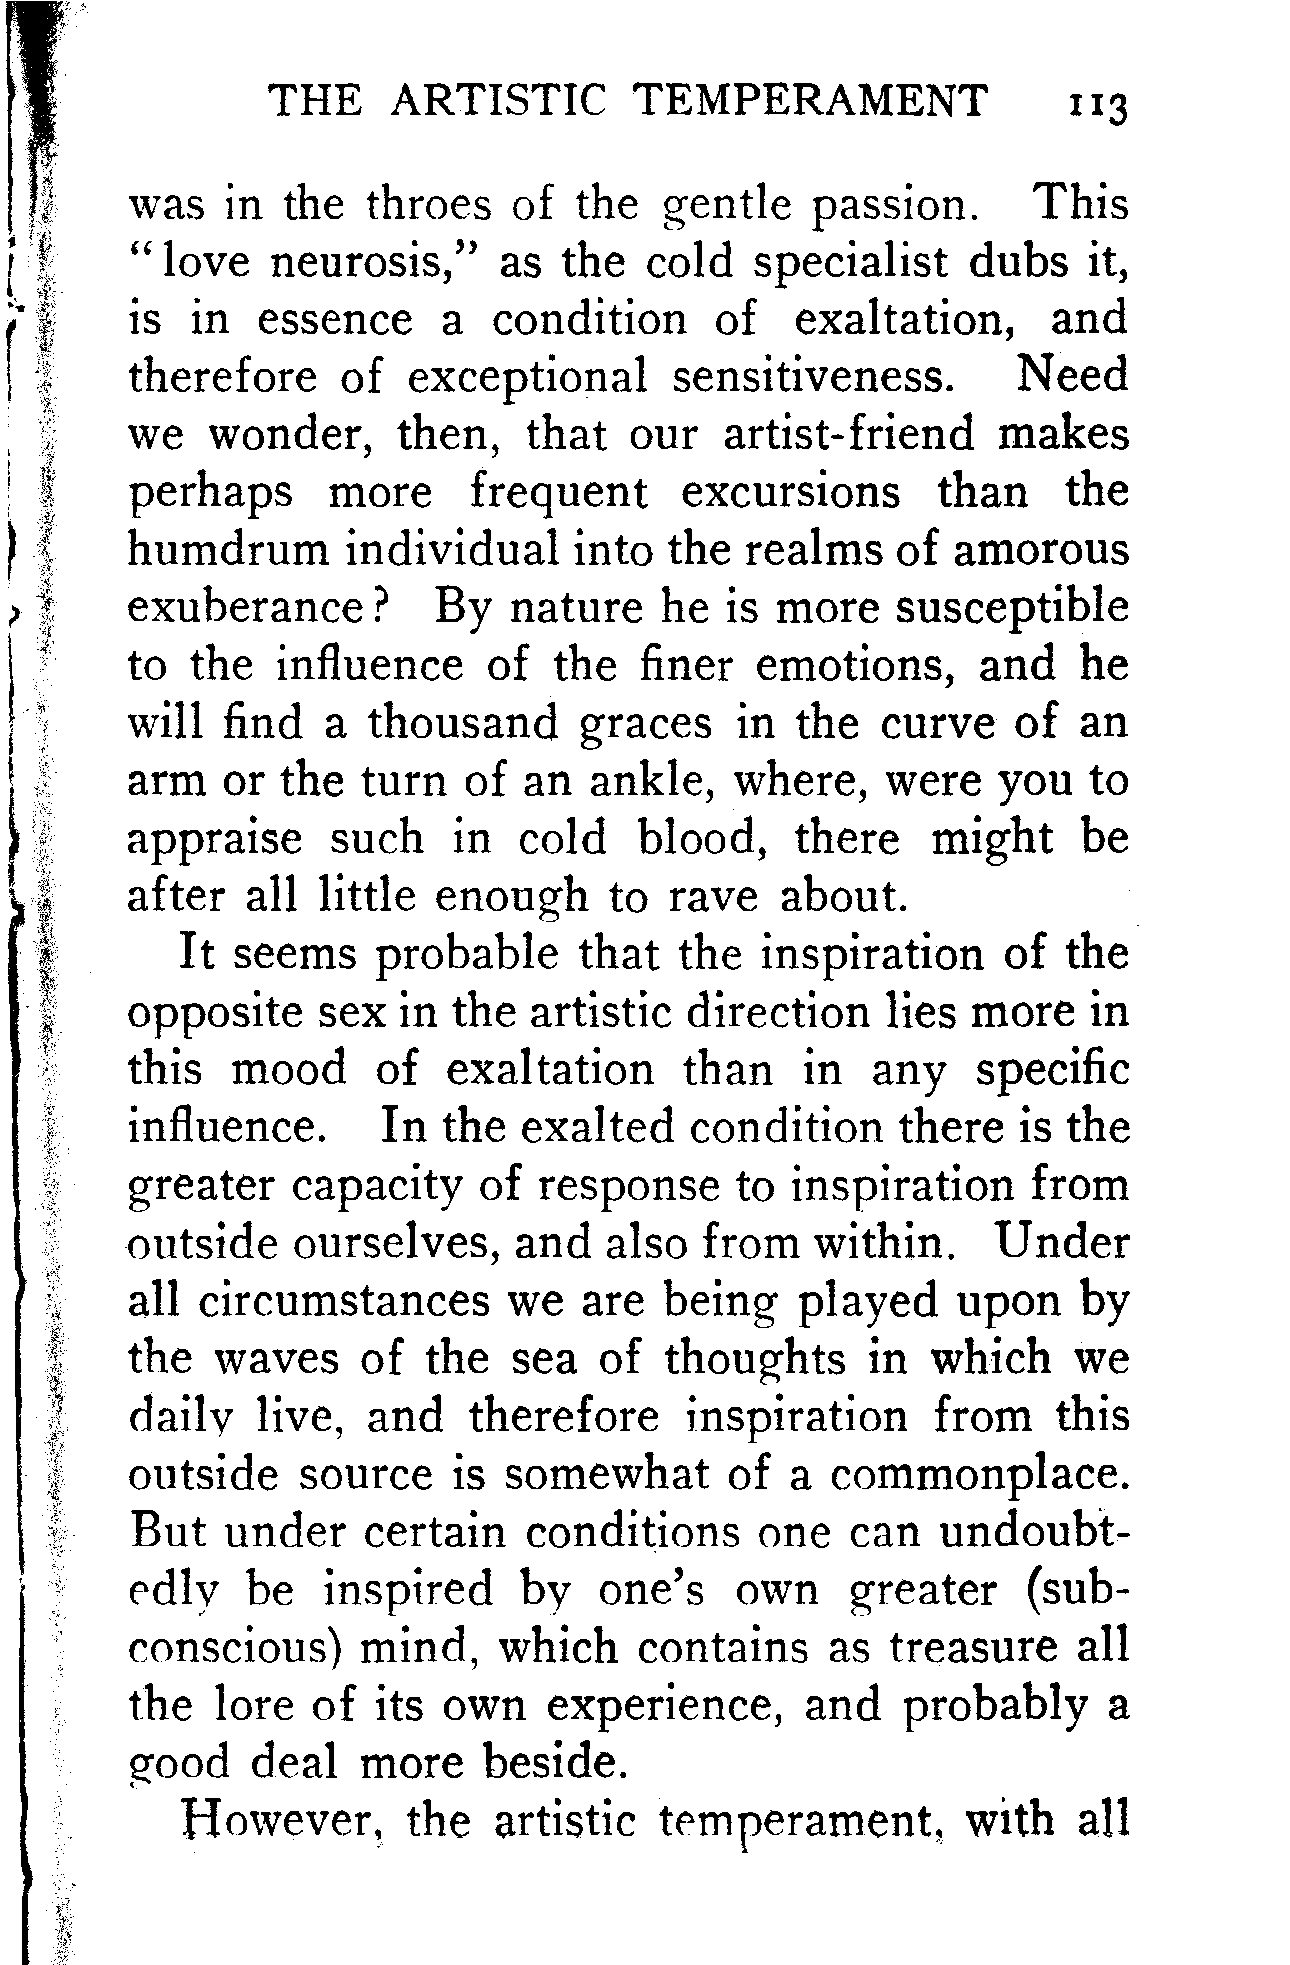 THE ARTISTIC TEMPERAMENT 113
was in the throes of the gentle passion. This
“love neurosis,” as the cold specialist dubs it,
is in essence a condition of exaltation, and
therefore of exceptional sensitiveness. Need
we wonder, then, that our artist-friend makes
perhaps more frequent excursions than the
humdrum individual into the realms of amorous
exuberance? By nature he is more susceptible
to the influence of the finer emotions, and he
will find a thousand graces in the curve of an
arm or the turn of an ankle, where, were you to
appraise such in cold blood, there might be
after all little enough to rave about.
It seems probable that the inspiration of the
opposite sex in the artistic direction lies more in
this mood of exaltation than in any specific
influence. In the exalted condition there is the
greater capacity of response to inspiration from
outside ourselves, and also from within. Under
all circumstances we are being played upon by
the waves of the sea of thoughts in which we
daily live, and therefore inspiration from this
outside source is somewhat of a commonplace.
But under certain conditions one can undoubt-
edly be inspired by one’s own greater (sub-
conscious) mind, which contains as treasure all
the lore of its own experience, and probably a
good deal more beside.
However, the artistic temperament, with all